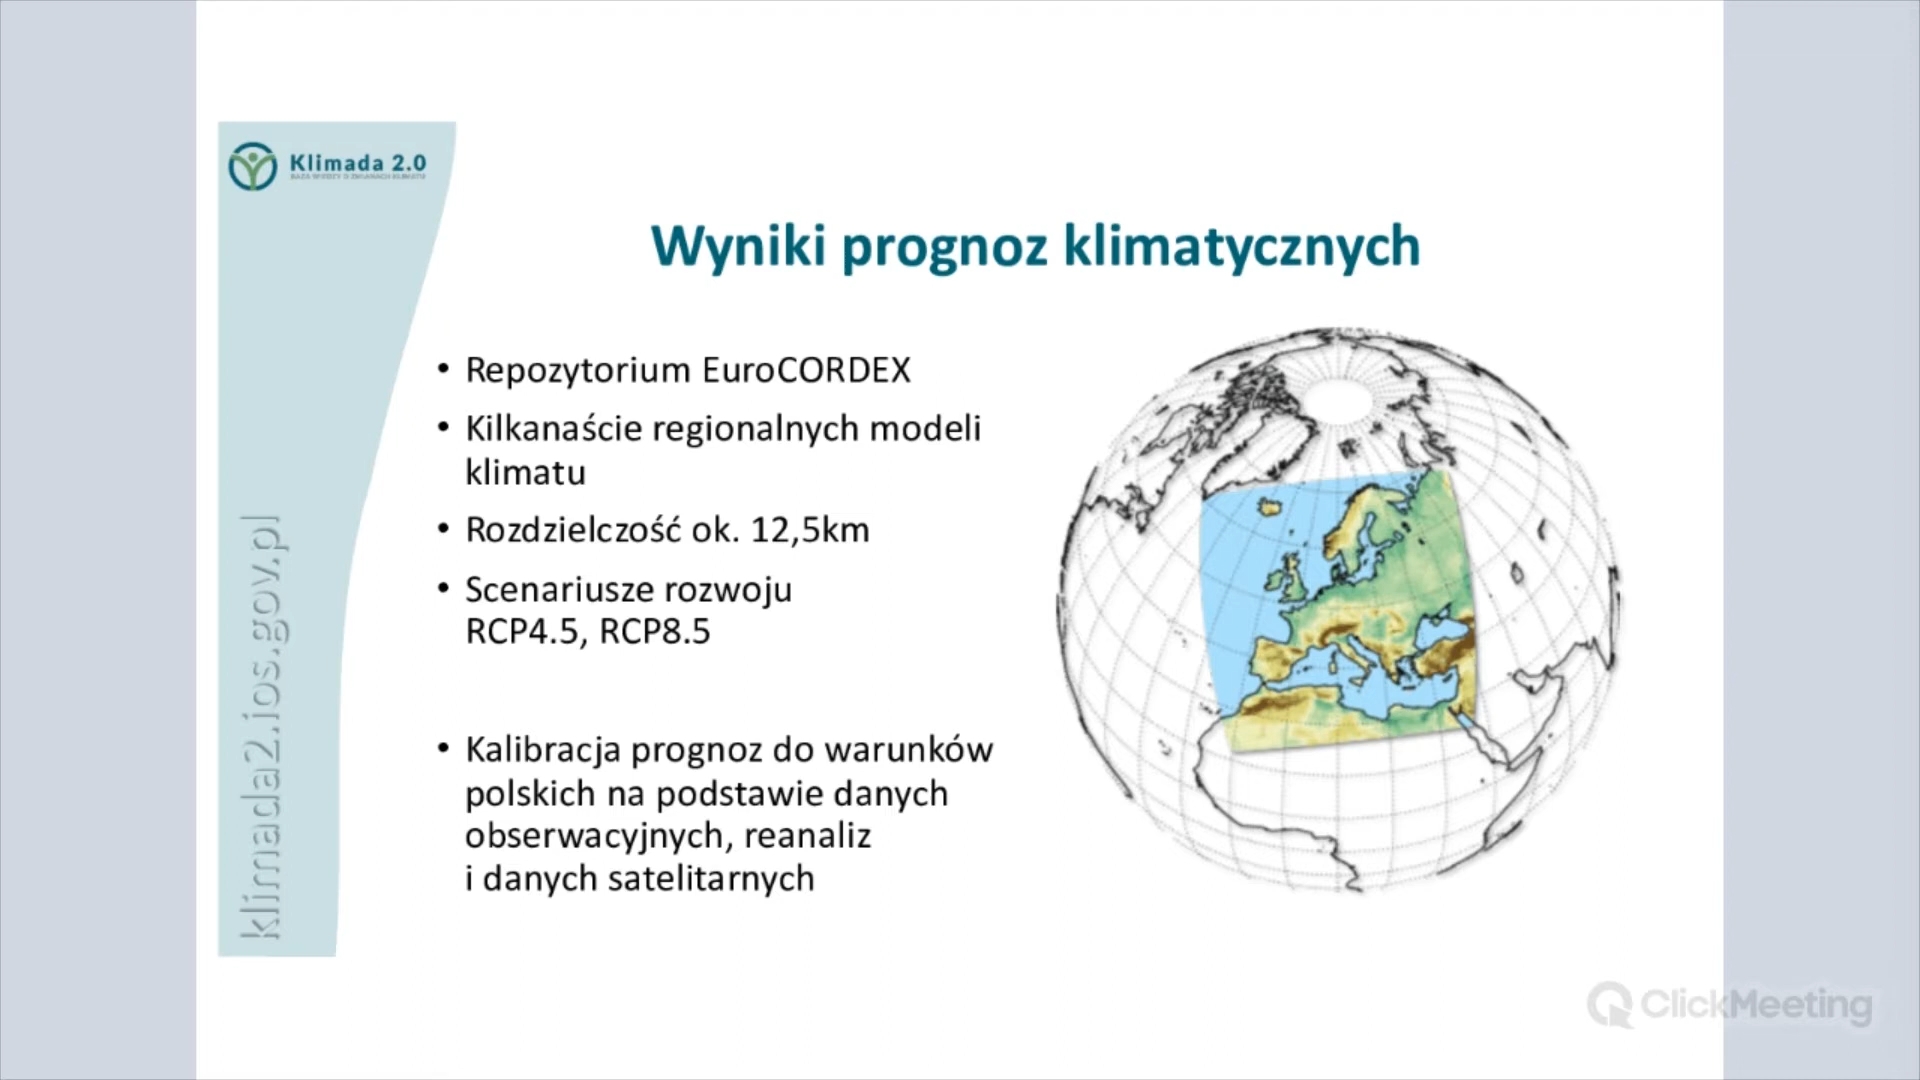 Klimada 2.0
BAZA WIEDZY O ZMIANACH KLIMATU
Wyniki prognoz klimatycznych
• Repozytorium EuroCORDEX
• Kilkanaście regionalnych modeli
klimatu
• Rozdzielczość ok. 12,5km
• Scenariusze rozwoju
RCP4.5, RCP8.5
• Kalibracja prognoz do warunków
polskich na podstawie danych
obserwacyjnych, reanaliz
i danych satelitarnych
klimada2.ios.gov.pl
ClickMeeting